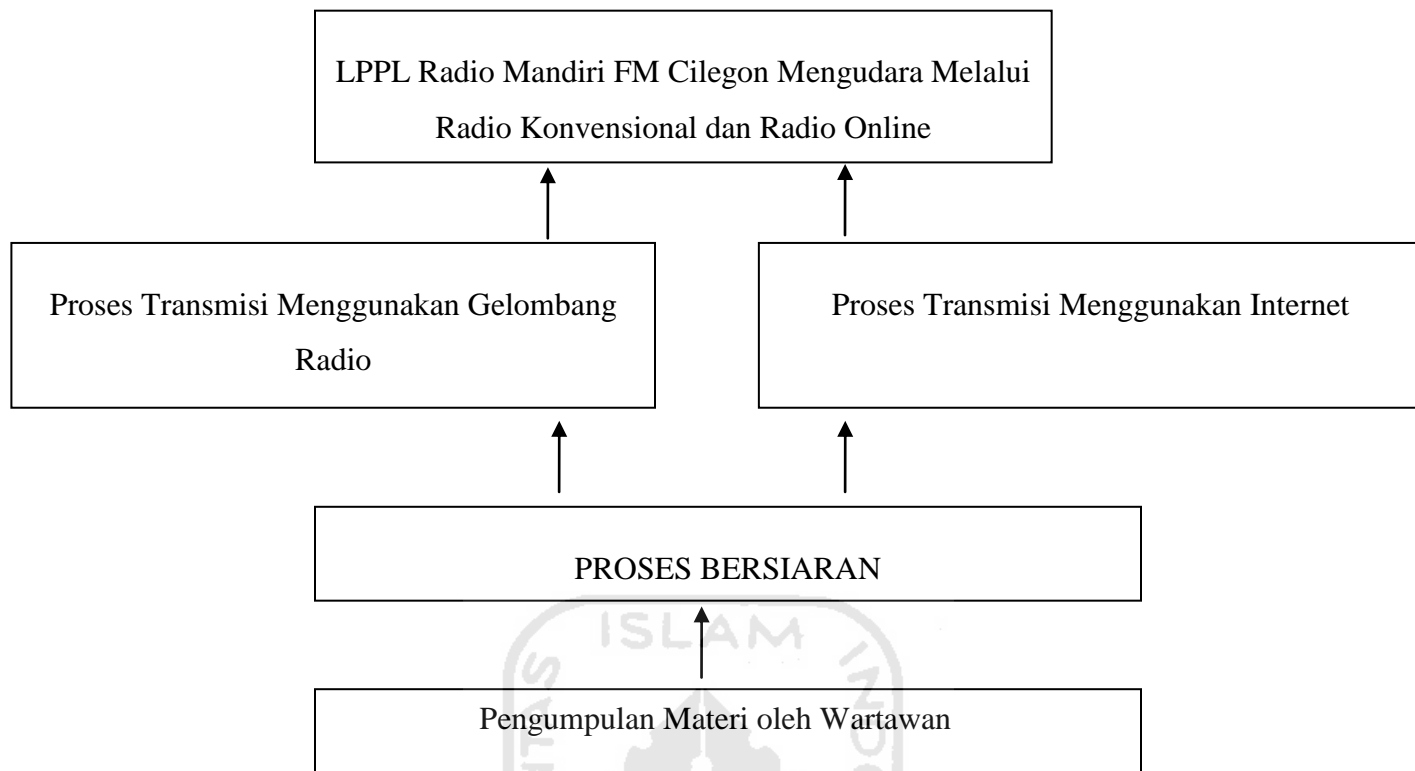 LPPL Radio Mandiri FM Cilegon Mengudara Melalui
Radio Konvensional dan Radio Online
Proses Transmisi Menggunakan Gelombang
Radio
Proses Transmisi Menggunakan Internet
PROSES BERSIARAN
ISLAM
Pengumpulan Materi oleh Wartawan